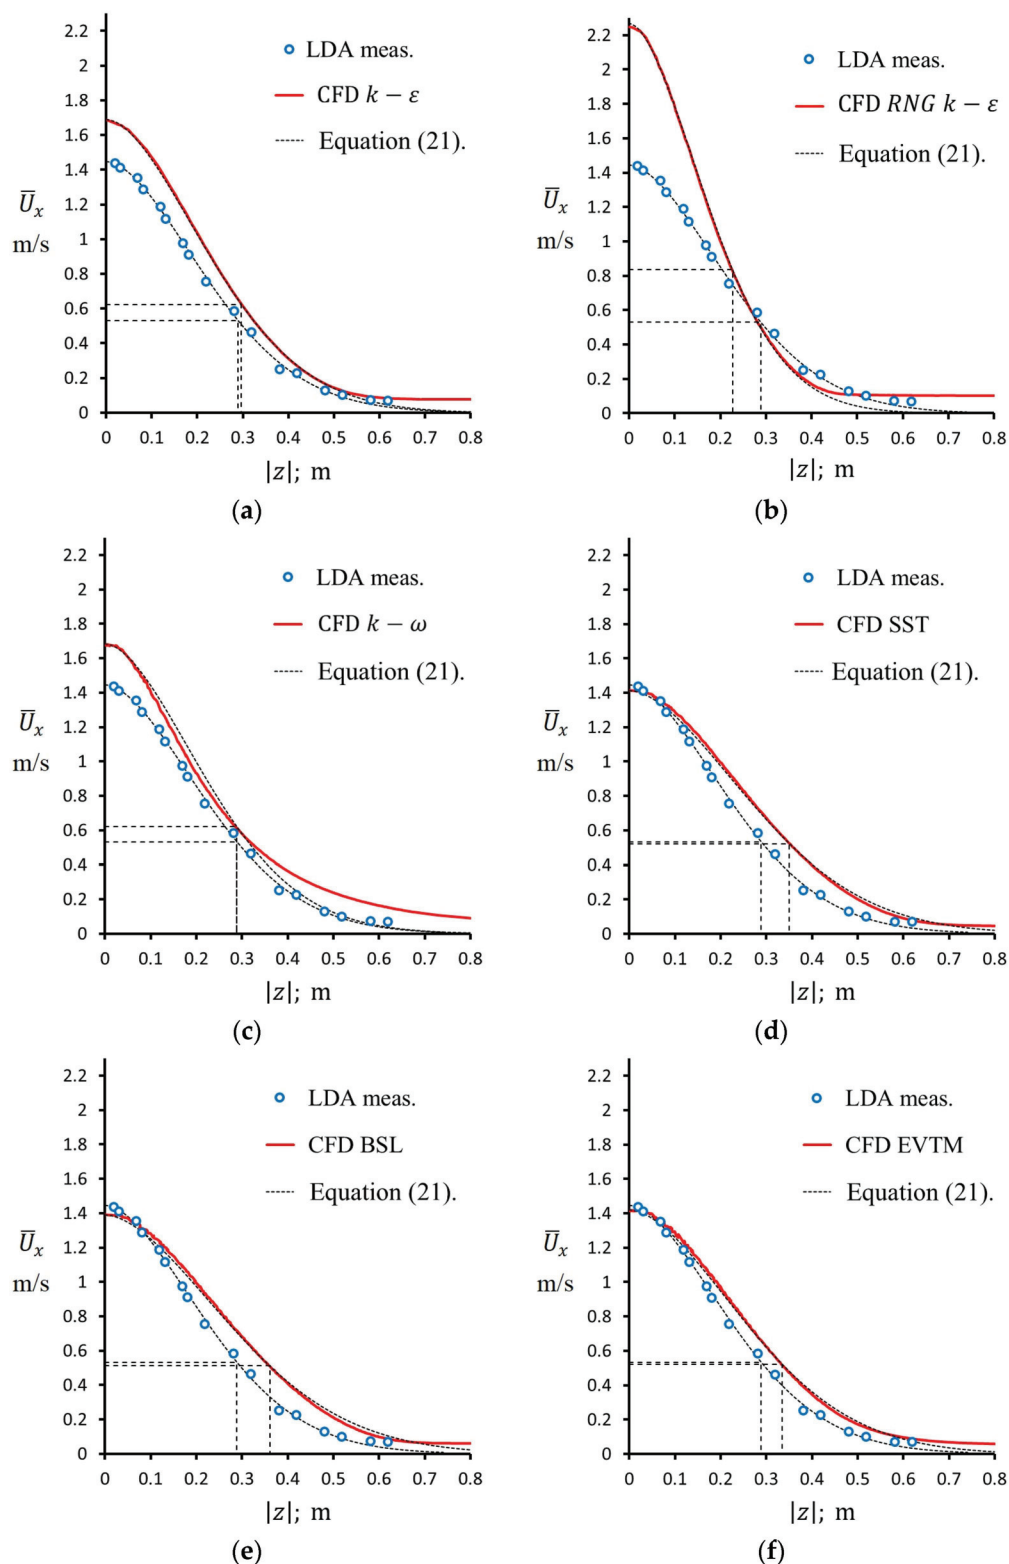 2.2
2
1.8
1.6
1.4
1.2
1
0.8
0.6
0.4
0.2
0
U̅ₓ
m/s
LDA meas.
CFD k − ε
Equation (21).
0 0.1 0.2 0.3 0.4 0.5 0.6 0.7 0.8
|z|; m
(a)
2.2
2
1.8
1.6
1.4
1.2
1
0.8
0.6
0.4
0.2
0
U̅ₓ
m/s
LDA meas.
CFD RNG k − ε
Equation (21).
0 0.1 0.2 0.3 0.4 0.5 0.6 0.7 0.8
|z|; m
(b)
2.2
2
1.8
1.6
1.4
1.2
1
0.8
0.6
0.4
0.2
0
U̅ₓ
m/s
LDA meas.
CFD k − ω
Equation (21).
0 0.1 0.2 0.3 0.4 0.5 0.6 0.7 0.8
|z|; m
(c)
2.2
2
1.8
1.6
1.4
1.2
1
0.8
0.6
0.4
0.2
0
U̅ₓ
m/s
LDA meas.
CFD SST
Equation (21).
0 0.1 0.2 0.3 0.4 0.5 0.6 0.7 0.8
|z|; m
(d)
2.2
2
1.8
1.6
1.4
1.2
1
0.8
0.6
0.4
0.2
0
U̅ₓ
m/s
LDA meas.
CFD BSL
Equation (21).
0 0.1 0.2 0.3 0.4 0.5 0.6 0.7 0.8
|z|; m
(e)
2.2
2
1.8
1.6
1.4
1.2
1
0.8
0.6
0.4
0.2
0
U̅ₓ
m/s
LDA meas.
CFD EVTM
Equation (21).
0 0.1 0.2 0.3 0.4 0.5 0.6 0.7 0.8
|z|; m
(f)